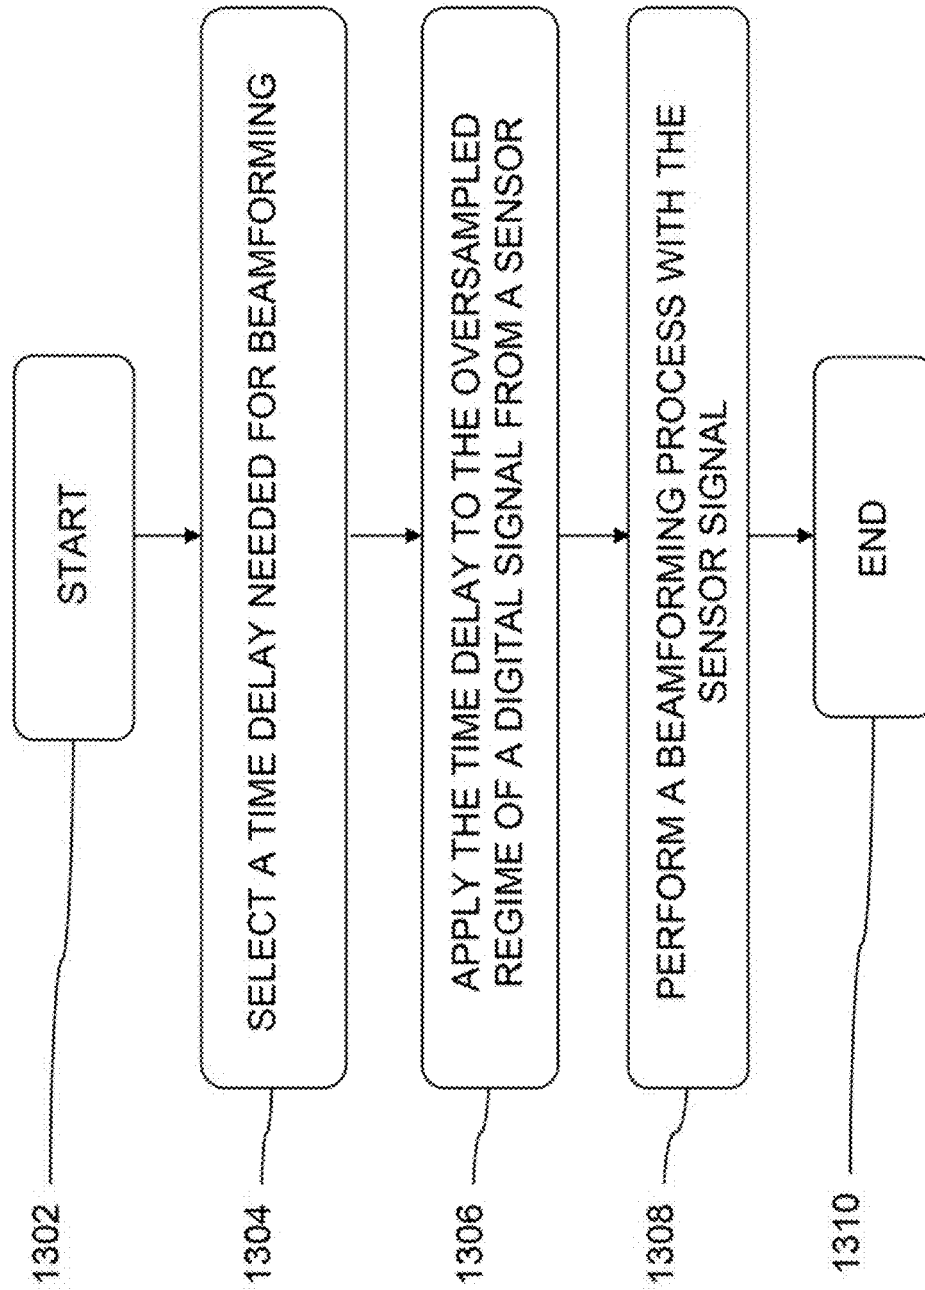 1302
START
1304
SELECT A TIME DELAY NEEDED FOR BEAMFORMING
1306
APPLY THE TIME DELAY TO THE OVERSAMPLED
REGIME OF A DIGITAL SIGNAL FROM A SENSOR
1308
PERFORM A BEAMFORMING PROCESS WITH THE
SENSOR SIGNAL
1310
END